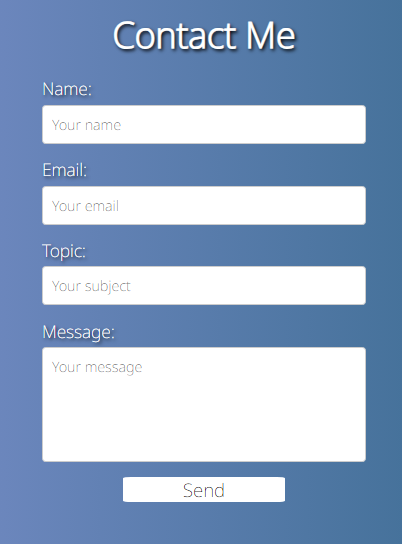 Contact Me
Name:
Your name
Email:
Your email
Topic:
Your subject
Message:
Your message
Send